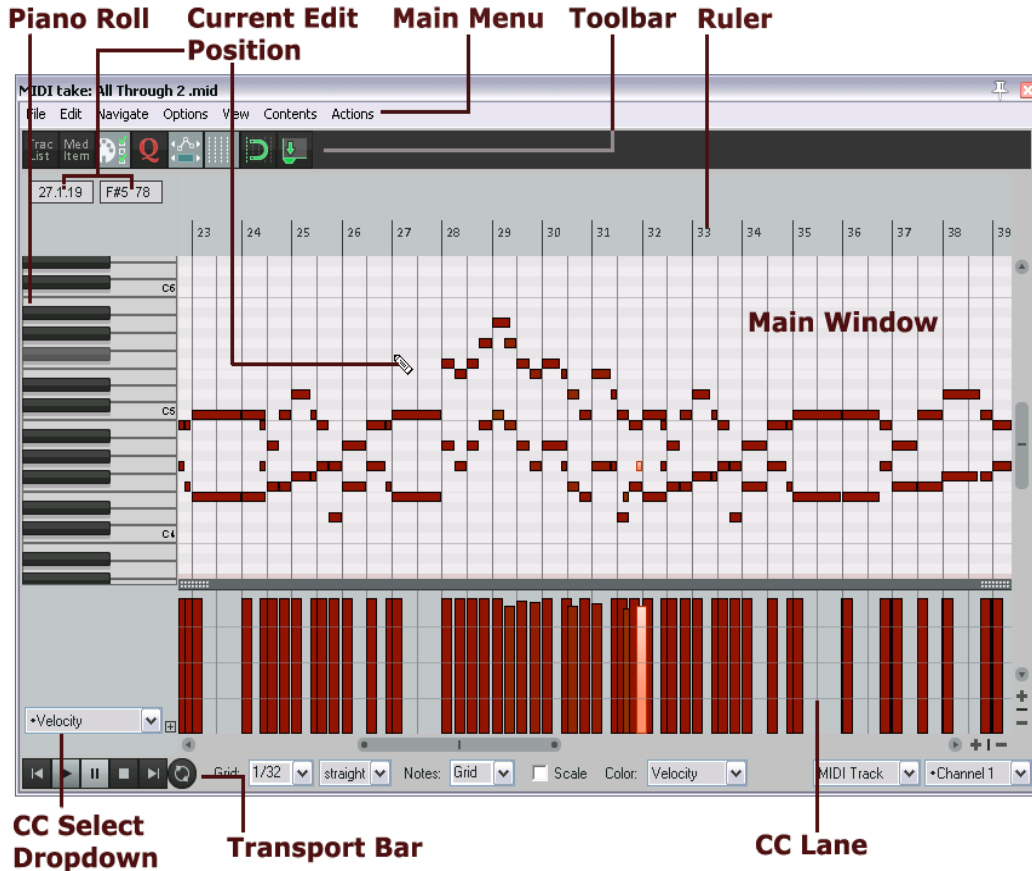 Piano Roll
Current Edit Position
Main Menu
Toolbar
Ruler
MIDI take: All Through 2 .mid
File Edit Navigate Options View Contents Actions
Trac List
Med Item
Q
27.1.19
F#5 78
23 24 25 26 27 28 29 30 31 32 33 34 35 36 37 38 39
C6
Main Window
C5
C4
•Velocity
Grid: 1/32 straight Notes: Grid Scale Color: Velocity MIDI Track •Channel 1
CC Select Dropdown
Transport Bar
CC Lane